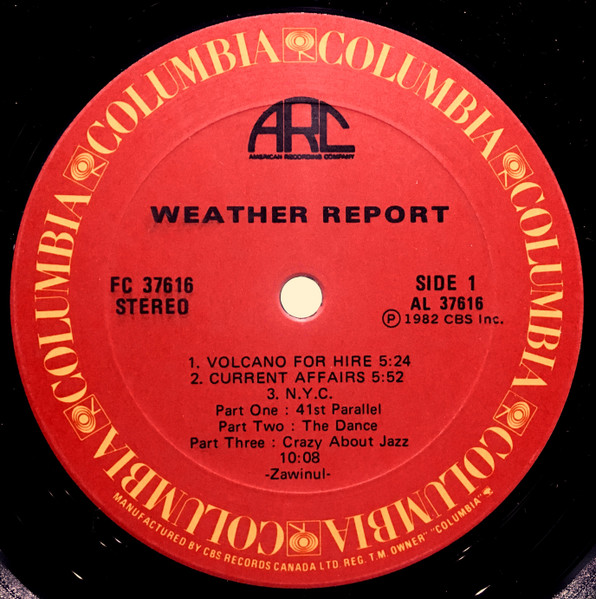 COLUMBIA COLUMBIA COLUMBIA COLUMBIA COLUMBIA COLUMBIA COLUMBIA
ARC
AMERICAN RECORDING COMPANY
WEATHER REPORT
FC 37616
STEREO
SIDE 1
AL 37616
Ⓟ 1982 CBS Inc.
1. VOLCANO FOR HIRE 5:24
2. CURRENT AFFAIRS 5:52
3. N.Y.C.
Part One : 41st Parallel
Part Two : The Dance
Part Three : Crazy About Jazz
10:08
-Zawinul-
MANUFACTURED BY CBS RECORDS CANADA LTD. REG. T.M. OWNER "COLUMBIA"